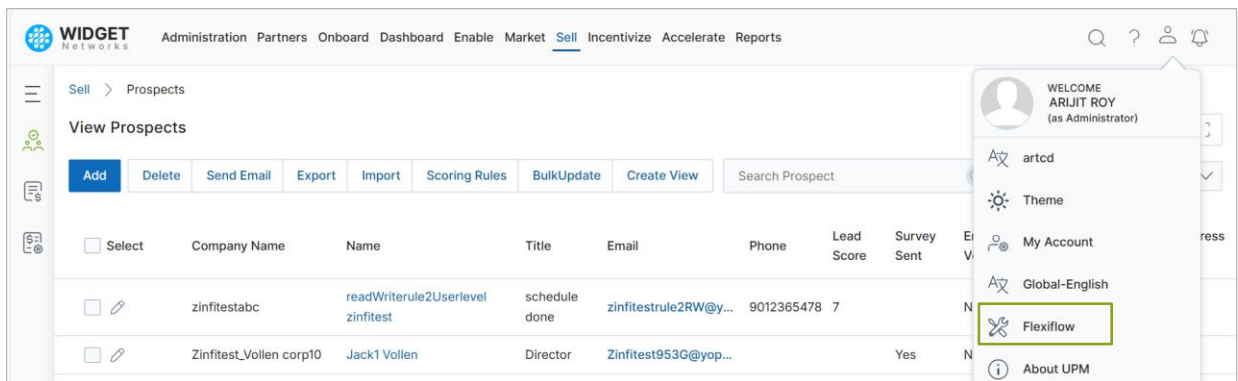 WIDGET
Networks
Administration Partners Onboard Dashboard Enable Market Sell Incentivize Accelerate Reports
Sell > Prospects
View Prospects
Add Delete Send Email Export Import Scoring Rules BulkUpdate Create View Search Prospect
Select Company Name Name Title Email Phone Lead Score Survey Sent
zinfitestabc readWriterule2Userlevel zinfitest schedule done zinfitestrule2RW@y... 9012365478 7
Zinfitest_Vollen corp10 Jack1 Vollen Director Zinfitest953G@yop... Yes
WELCOME
ARIJIT ROY
(as Administrator)
artcd
Theme
My Account
Global-English
Flexiflow
About UPM